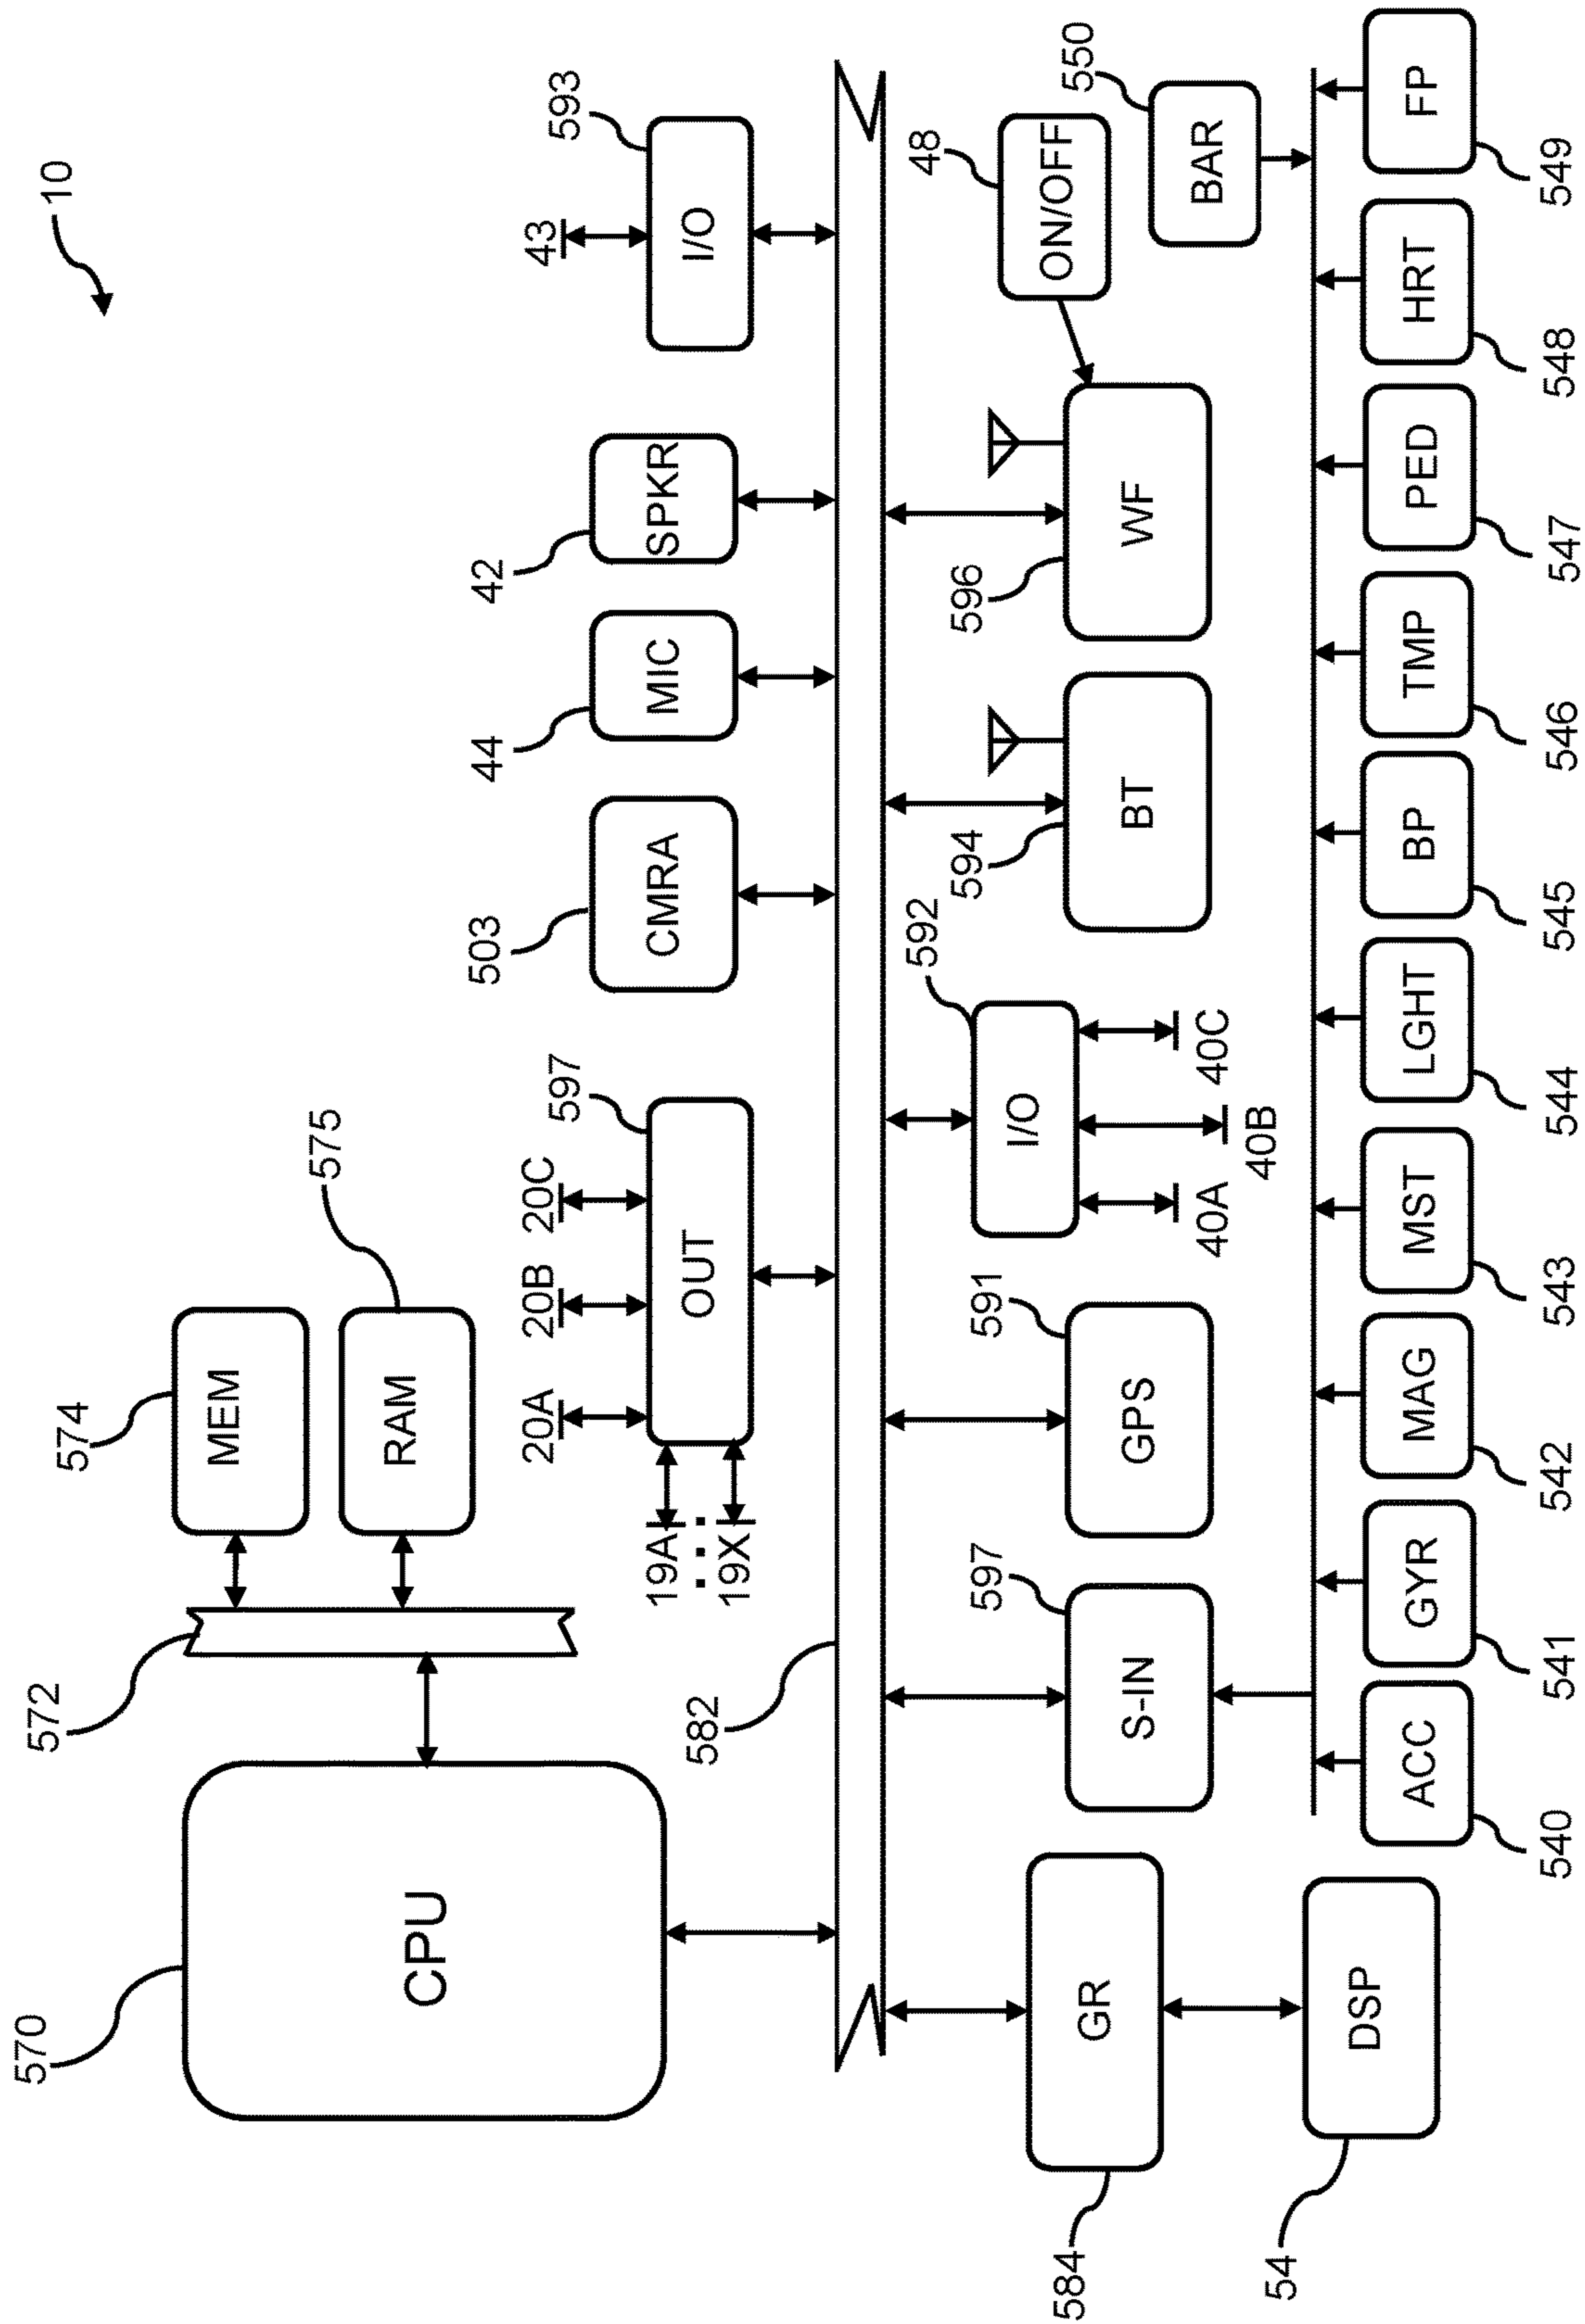 10
570
CPU
572
574
MEM
575
RAM
20A
20B
20C
597
OUT
19A
19X
503
CMRA
44
MIC
42
SPKR
43
593
I/O
582
584
GR
54
DSP
597
S-IN
591
GPS
592
I/O
40A
40B
40C
594
BT
596
WF
48
ON/OFF
550
BAR
ACC
GYR
MAG
MST
LGHT
BP
TMP
PED
HRT
FP
540
541
542
543
544
545
546
547
548
549